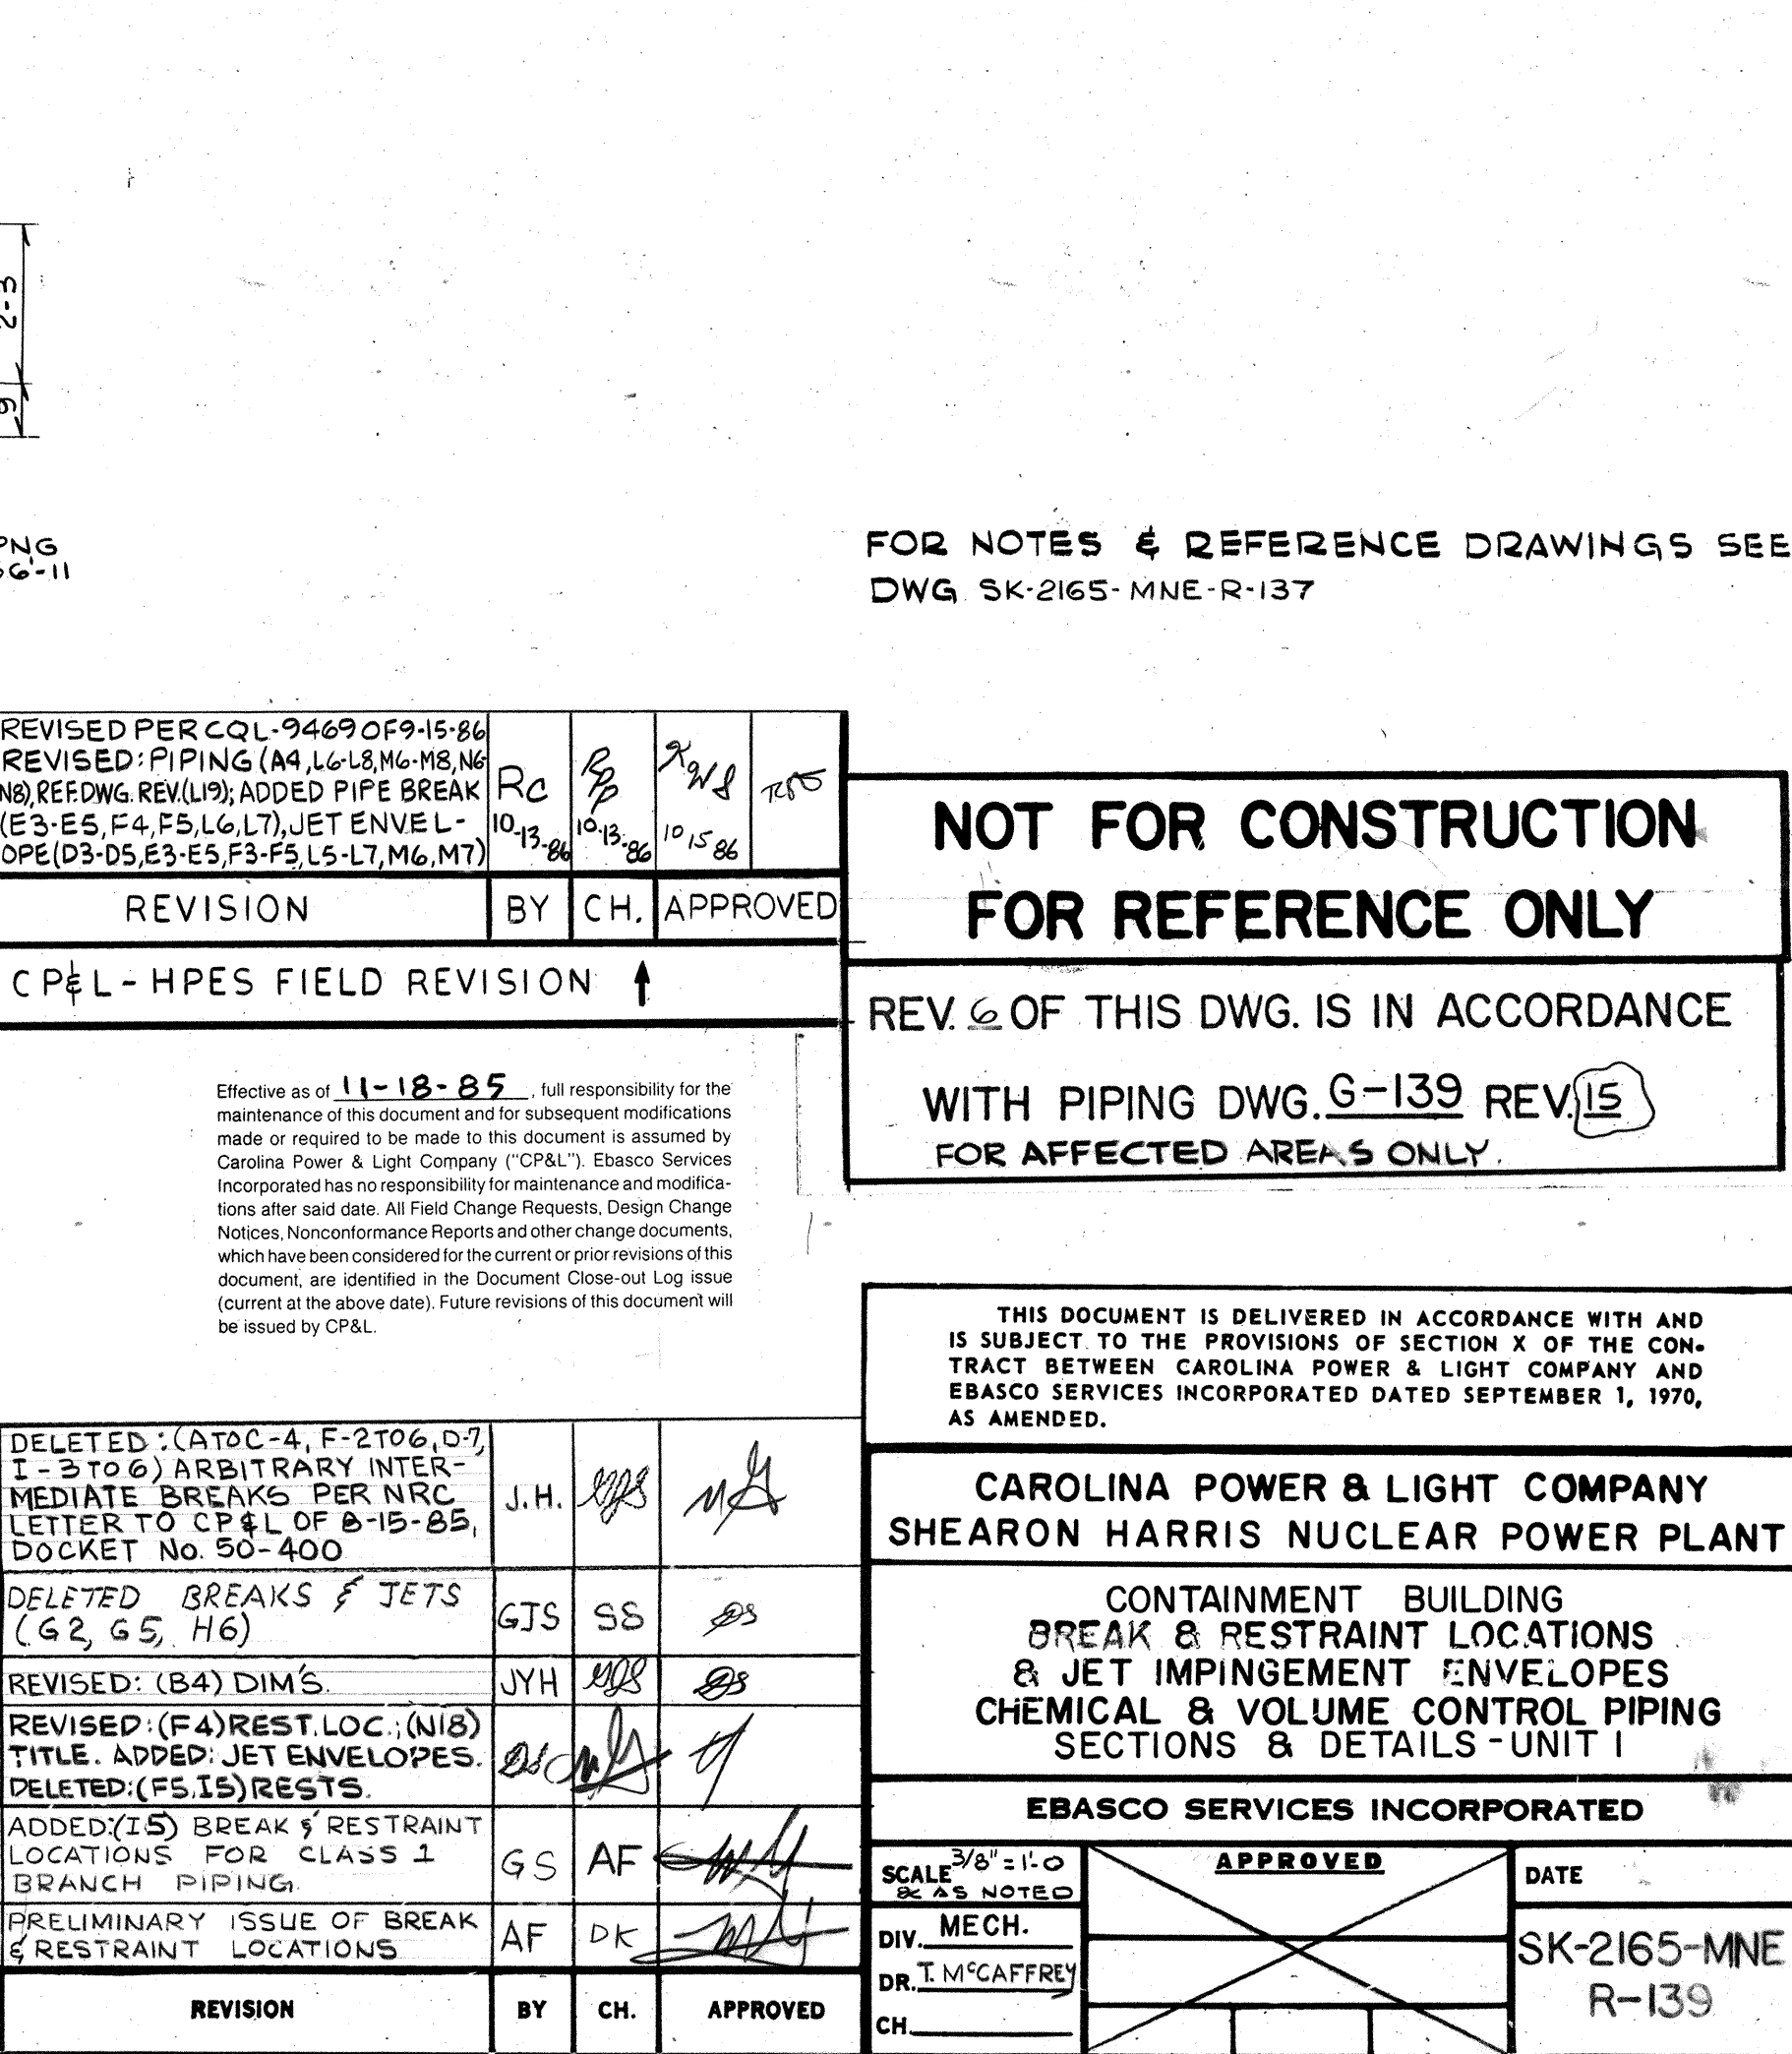 2-3
9
PNG
56'-11
FOR NOTES & REFERENCE DRAWINGS SEE
DWG SK-2165-MNE-R-137
REVISED PER CQL-9469 OF 9-15-86
REVISED: PIPING (A4, L6-L8, M6-M8, N6-
N8), REF. DWG. REV. (L19); ADDED PIPE BREAK
(E3-E5, F4, F5, L6, L7), JET ENVEL-
OPE (D3-D5, E3-E5, F3-F5, L5-L7, M6, M7)
RC
10-13-86
10-13-86
10 15 86
REVISION BY CH. APPROVED
CP&L-HPES FIELD REVISION ↑
NOT FOR CONSTRUCTION
FOR REFERENCE ONLY
REV. 6 OF THIS DWG. IS IN ACCORDANCE
WITH PIPING DWG. G-139 REV. 15
FOR AFFECTED AREAS ONLY.
Effective as of 11-18-85, full responsibility for the
maintenance of this document and for subsequent modifications
made or required to be made to this document is assumed by
Carolina Power & Light Company ("CP&L"). Ebasco Services
Incorporated has no responsibility for maintenance and modifica-
tions after said date. All Field Change Requests, Design Change
Notices, Nonconformance Reports and other change documents,
which have been considered for the current or prior revisions of this
document, are identified in the Document Close-out Log issue
(current at the above date). Future revisions of this document will
be issued by CP&L.
THIS DOCUMENT IS DELIVERED IN ACCORDANCE WITH AND
IS SUBJECT TO THE PROVISIONS OF SECTION X OF THE CON-
TRACT BETWEEN CAROLINA POWER & LIGHT COMPANY AND
EBASCO SERVICES INCORPORATED DATED SEPTEMBER 1, 1970,
AS AMENDED.
DELETED: (A TO C-4, F-2 TO 6, D-7,
I-3 TO 6) ARBITRARY INTER-
MEDIATE BREAKS PER NRC
LETTER TO CP&L OF 8-15-85,
DOCKET No. 50-400
J.H.
DELETED BREAKS & JETS
(G2, G5, H6)
GJS SS
REVISED: (B4) DIM'S.
JYH
REVISED: (F4) REST. LOC.; (N18)
TITLE. ADDED: JET ENVELOPES.
DELETED: (F5, I5) RESTS.
ADDED: (I5) BREAK & RESTRAINT
LOCATIONS FOR CLASS 1
BRANCH PIPING.
GS AF
PRELIMINARY ISSUE OF BREAK
& RESTRAINT LOCATIONS
AF DK
REVISION BY CH. APPROVED
CAROLINA POWER & LIGHT COMPANY
SHEARON HARRIS NUCLEAR POWER PLANT
CONTAINMENT BUILDING
BREAK & RESTRAINT LOCATIONS
& JET IMPINGEMENT ENVELOPES
CHEMICAL & VOLUME CONTROL PIPING
SECTIONS & DETAILS - UNIT 1
EBASCO SERVICES INCORPORATED
SCALE 3/8" = 1'-0
& AS NOTED
DIV. MECH.
DR. T. McCAFFREY
CH.
APPROVED
DATE
SK-2165-MNE
R-139